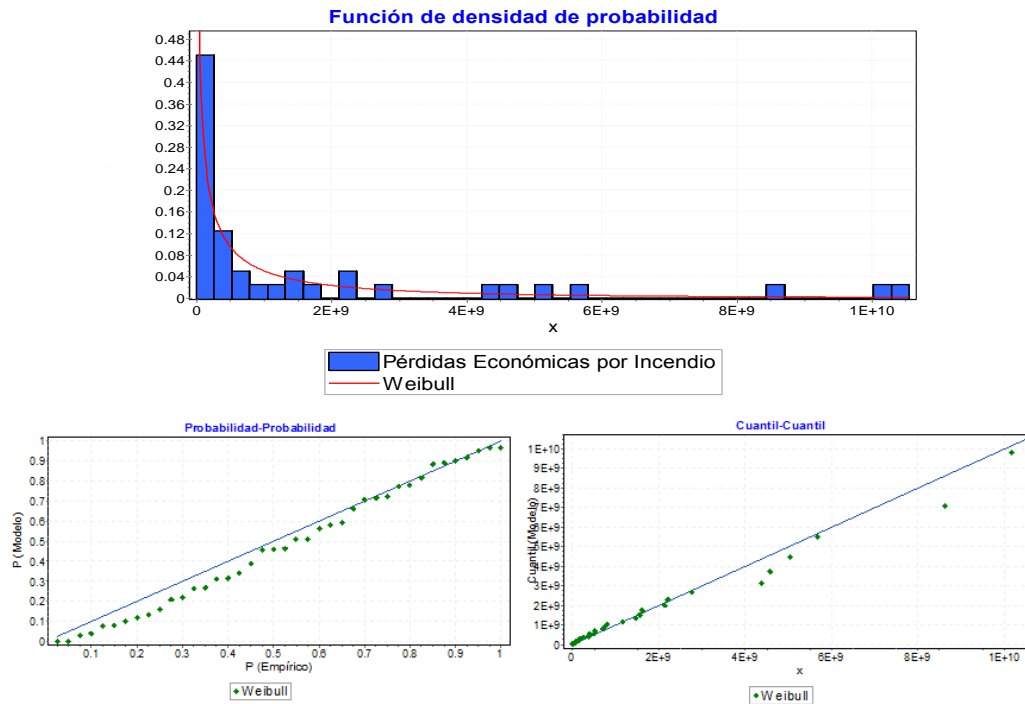 Función de densidad de probabilidad
0.48
0.44
0.4
0.36
0.32
0.28
0.24
0.2
0.16
0.12
0.08
0.04
0
0 2E+9 4E+9 6E+9 8E+9 1E+10
x
Pérdidas Económicas por Incendio
Weibull
Probabilidad-Probabilidad
P (Modelo)
1
0.9
0.8
0.7
0.6
0.5
0.4
0.3
0.2
0.1
0
0.1 0.2 0.3 0.4 0.5 0.6 0.7 0.8 0.9 1
P (Empírico)
Weibull
Cuantil-Cuantil
Cuantil (Modelo)
1E+10
9E+9
8E+9
7E+9
6E+9
5E+9
4E+9
3E+9
2E+9
1E+9
0
0 2E+9 4E+9 6E+9 8E+9 1E+10
x
Weibull